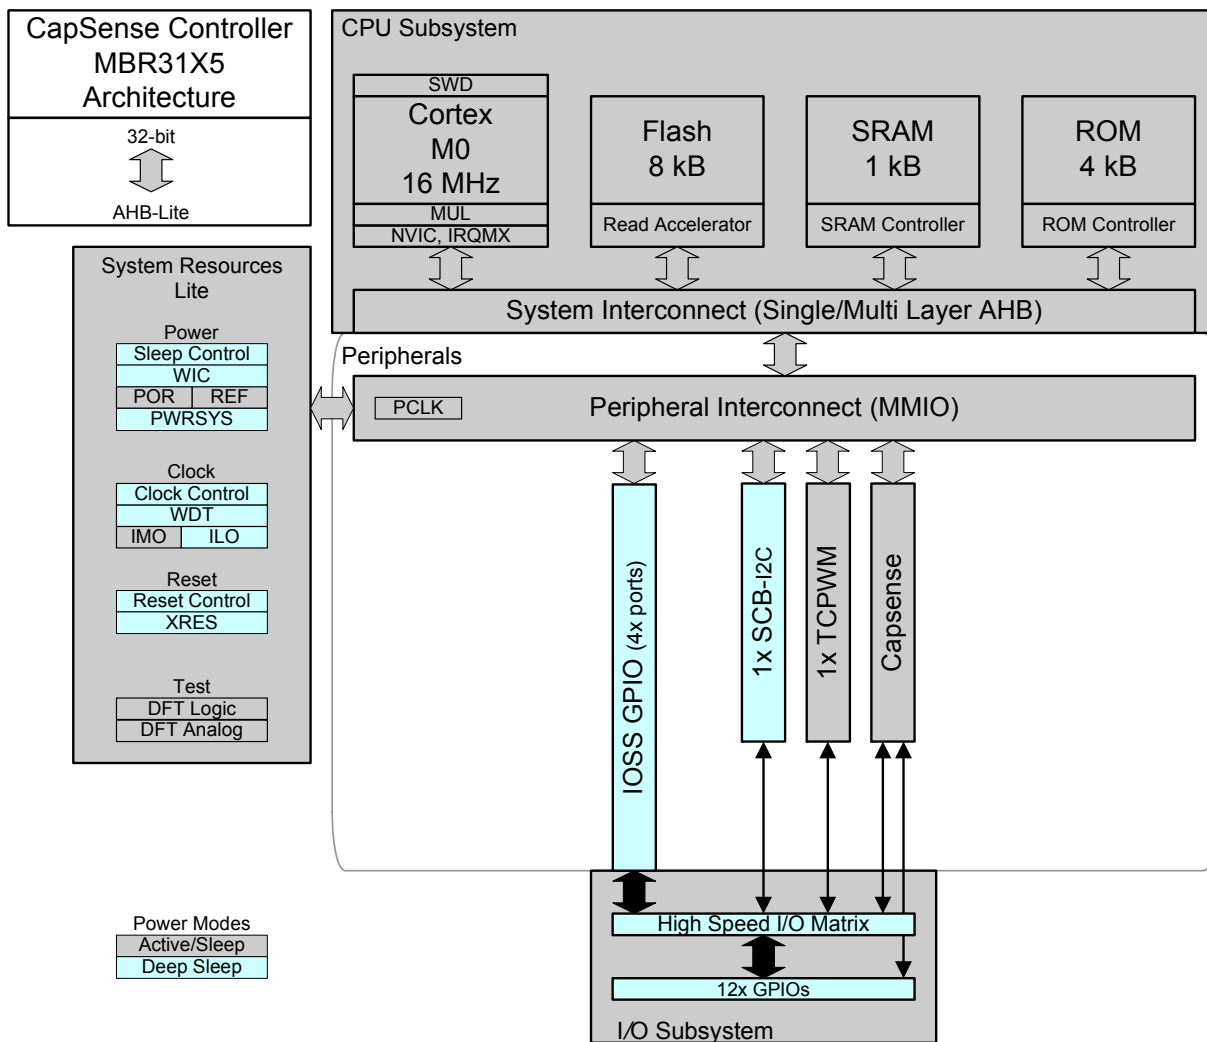 CapSense Controller
MBR31X5
Architecture
32-bit
AHB-Lite
CPU Subsystem
SWD
Cortex
M0
16 MHz
MUL
NVIC, IRQMX
Flash
8 kB
Read Accelerator
SRAM
1 kB
SRAM Controller
ROM
4 kB
ROM Controller
System Interconnect (Single/Multi Layer AHB)
System Resources
Lite
Power
Sleep Control
WIC
POR REF
PWRSYS
Clock
Clock Control
WDT
IMO ILO
Reset
Reset Control
XRES
Test
DFT Logic
DFT Analog
Peripherals
PCLK
Peripheral Interconnect (MMIO)
IOSS GPIO (4x ports)
1x SCB-I2C
1x TCPWM
Capsense
High Speed I/O Matrix
12x GPIOs
I/O Subsystem
Power Modes
Active/Sleep
Deep Sleep